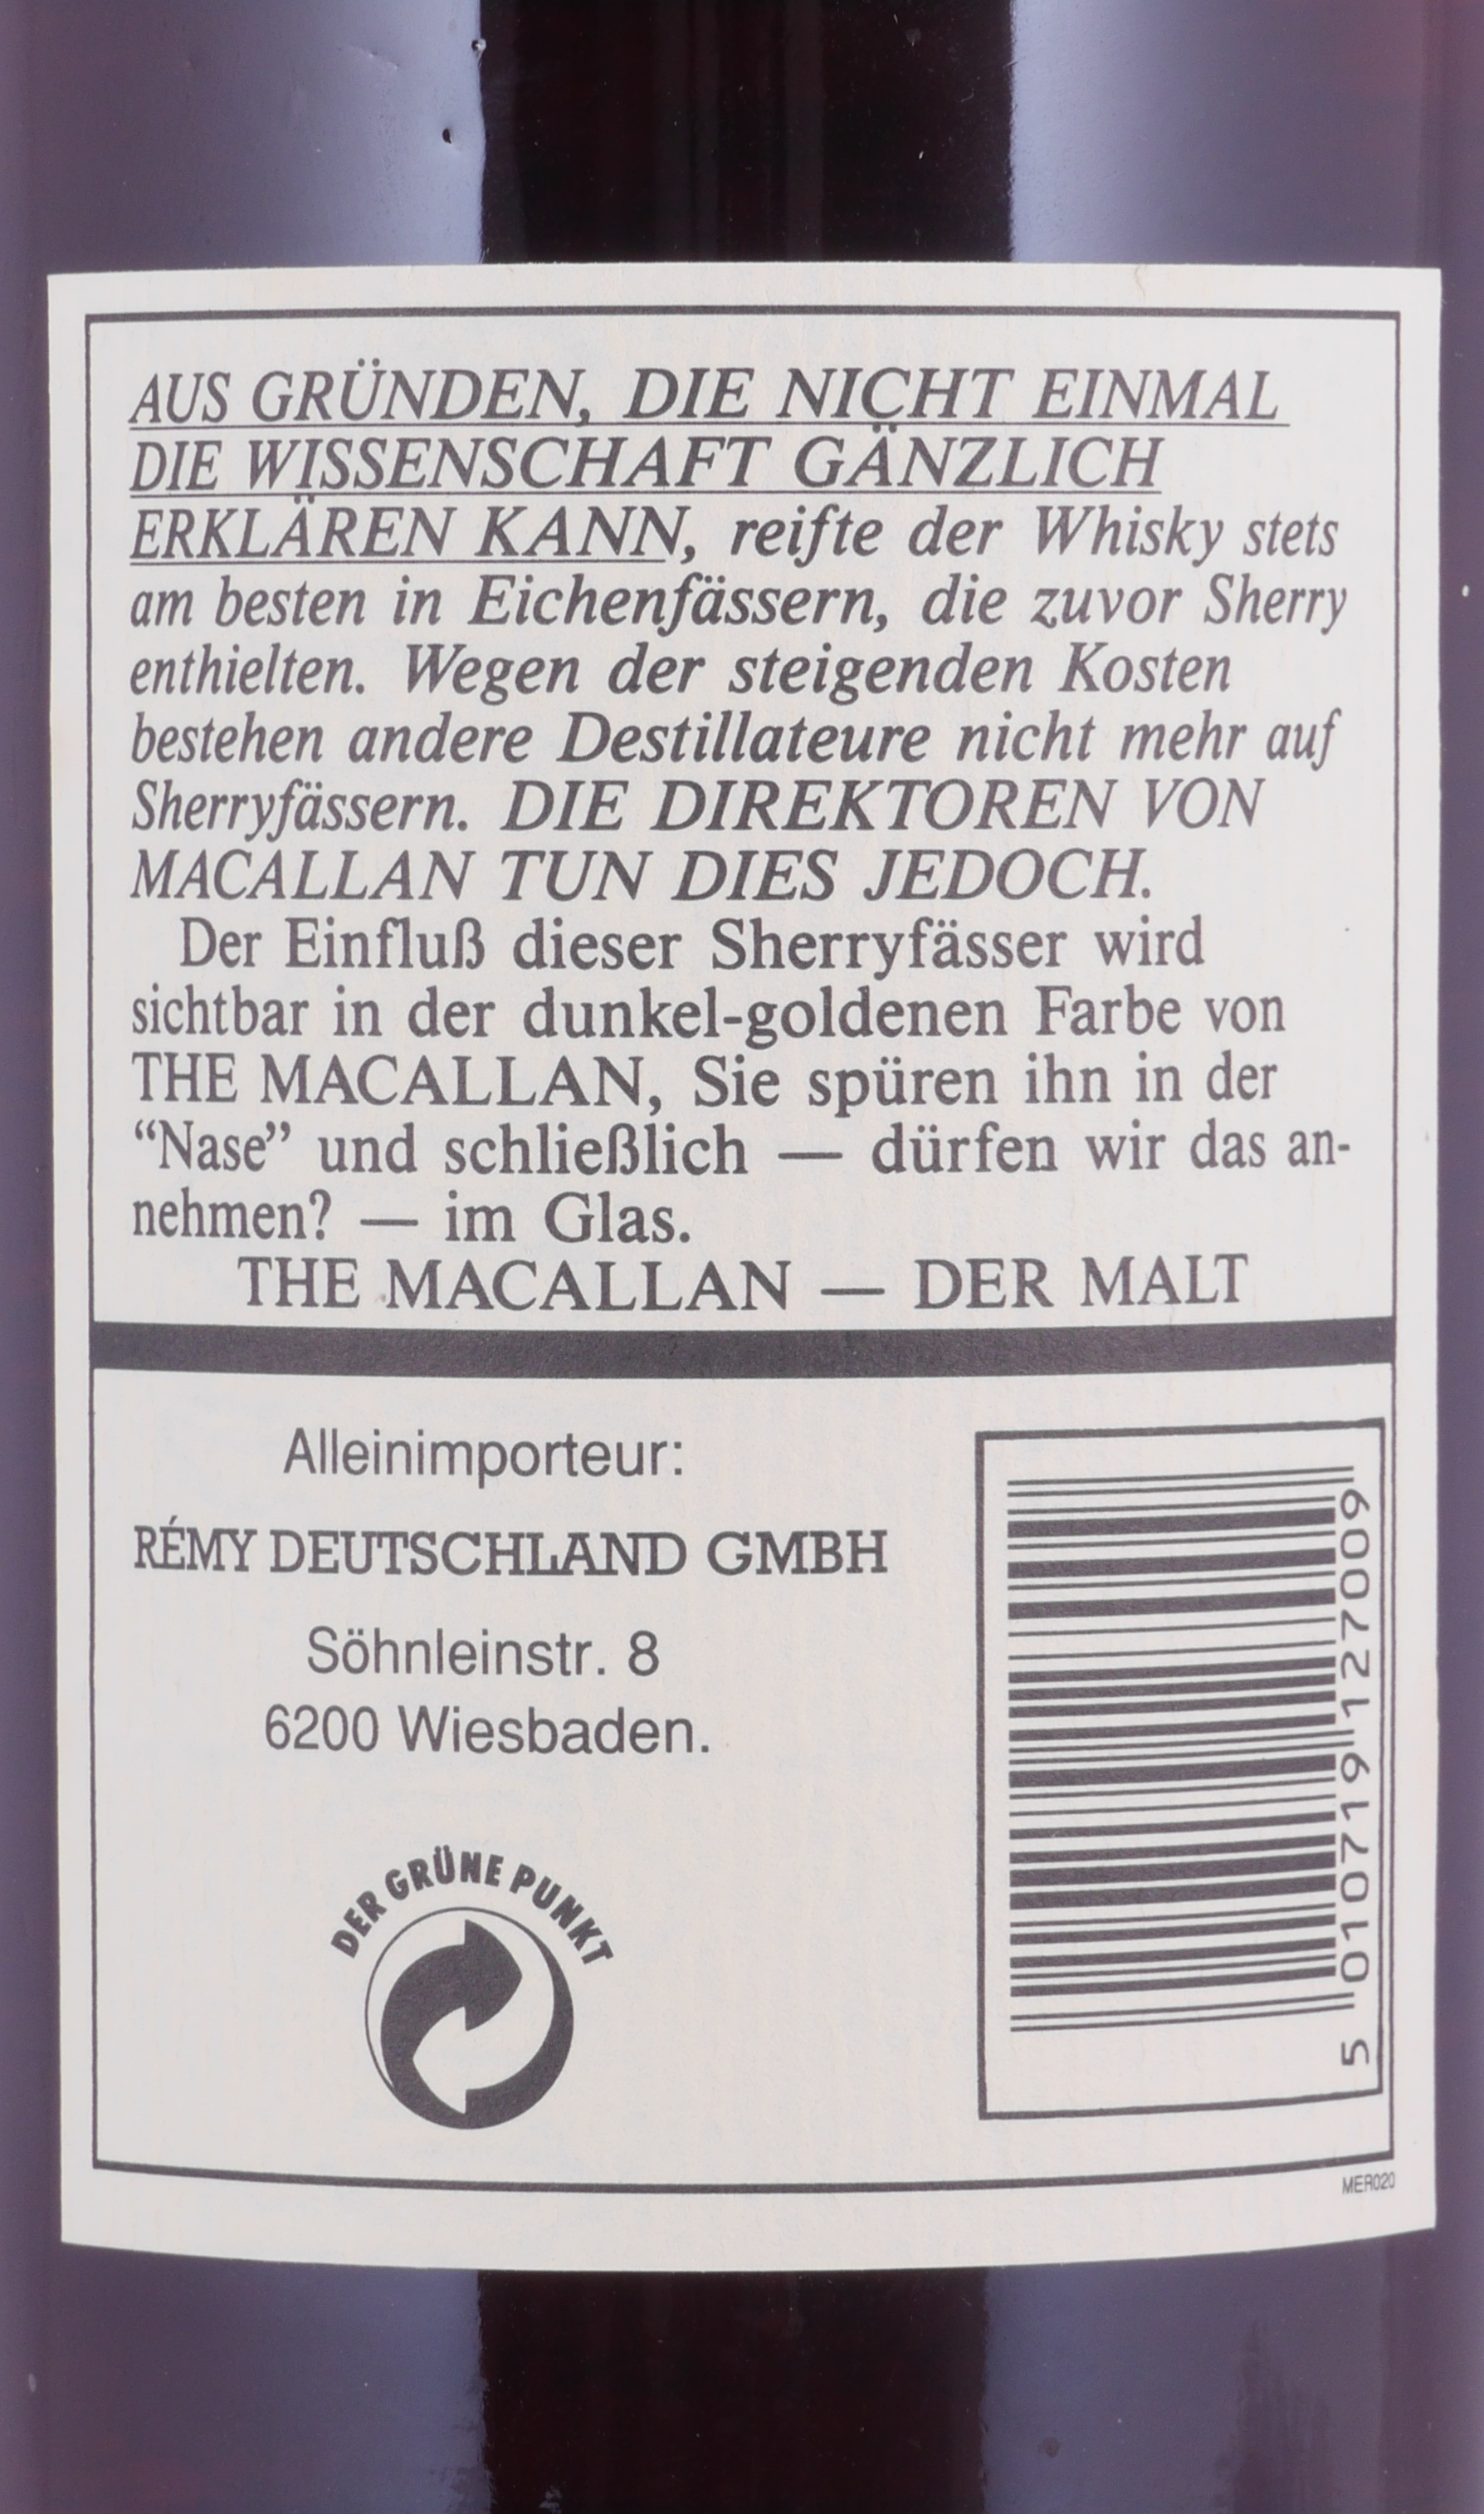 AUS GRÜNDEN, DIE NICHT EINMAL
DIE WISSENSCHAFT GÄNZLICH
ERKLÄREN KANN, reifte der Whisky stets
am besten in Eichenfässern, die zuvor Sherry
enthielten. Wegen der steigenden Kosten
bestehen andere Destillateure nicht mehr auf
Sherryfässern. DIE DIREKTOREN VON
MACALLAN TUN DIES JEDOCH.
Der Einfluß dieser Sherryfässer wird
sichtbar in der dunkel-goldenen Farbe von
THE MACALLAN, Sie spüren ihn in der
“Nase” und schließlich — dürfen wir das an-
nehmen? — im Glas.
THE MACALLAN — DER MALT
Alleinimporteur:
RÉMY DEUTSCHLAND GMBH
Söhnleinstr. 8
6200 Wiesbaden.
DER GRÜNE PUNKT
5 010719 127009
MER020